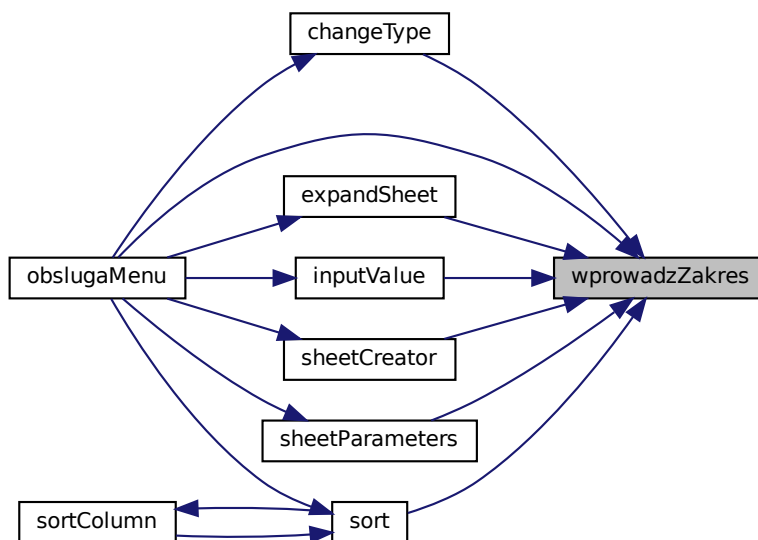 changeType
expandSheet
obslugaMenu
inputValue
wprowadzZakres
sheetCreator
sheetParameters
sortColumn
sort